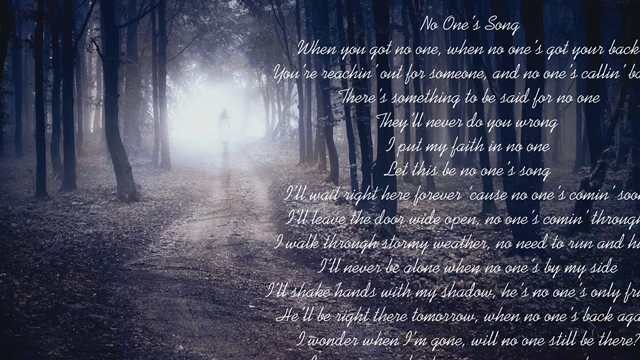 No One's Song
When you got no one, when no one's got your back
You're reachin' out for someone, and no one's callin'
There's something to be said for no one
They'll never do you wrong
I put my faith in no one
Let this be no one's song
I'll wait right here forever 'cause no one's comin'
I'll leave the door wide open, no one's comin'
I walk through stormy weather, no need to run and
I'll never be alone when no one's by my side
I'll shake hands with my shadow, he's no one's only
He'll be right there tomorrow, when no one's back
I wonder when I'm gone, will no one still be there?